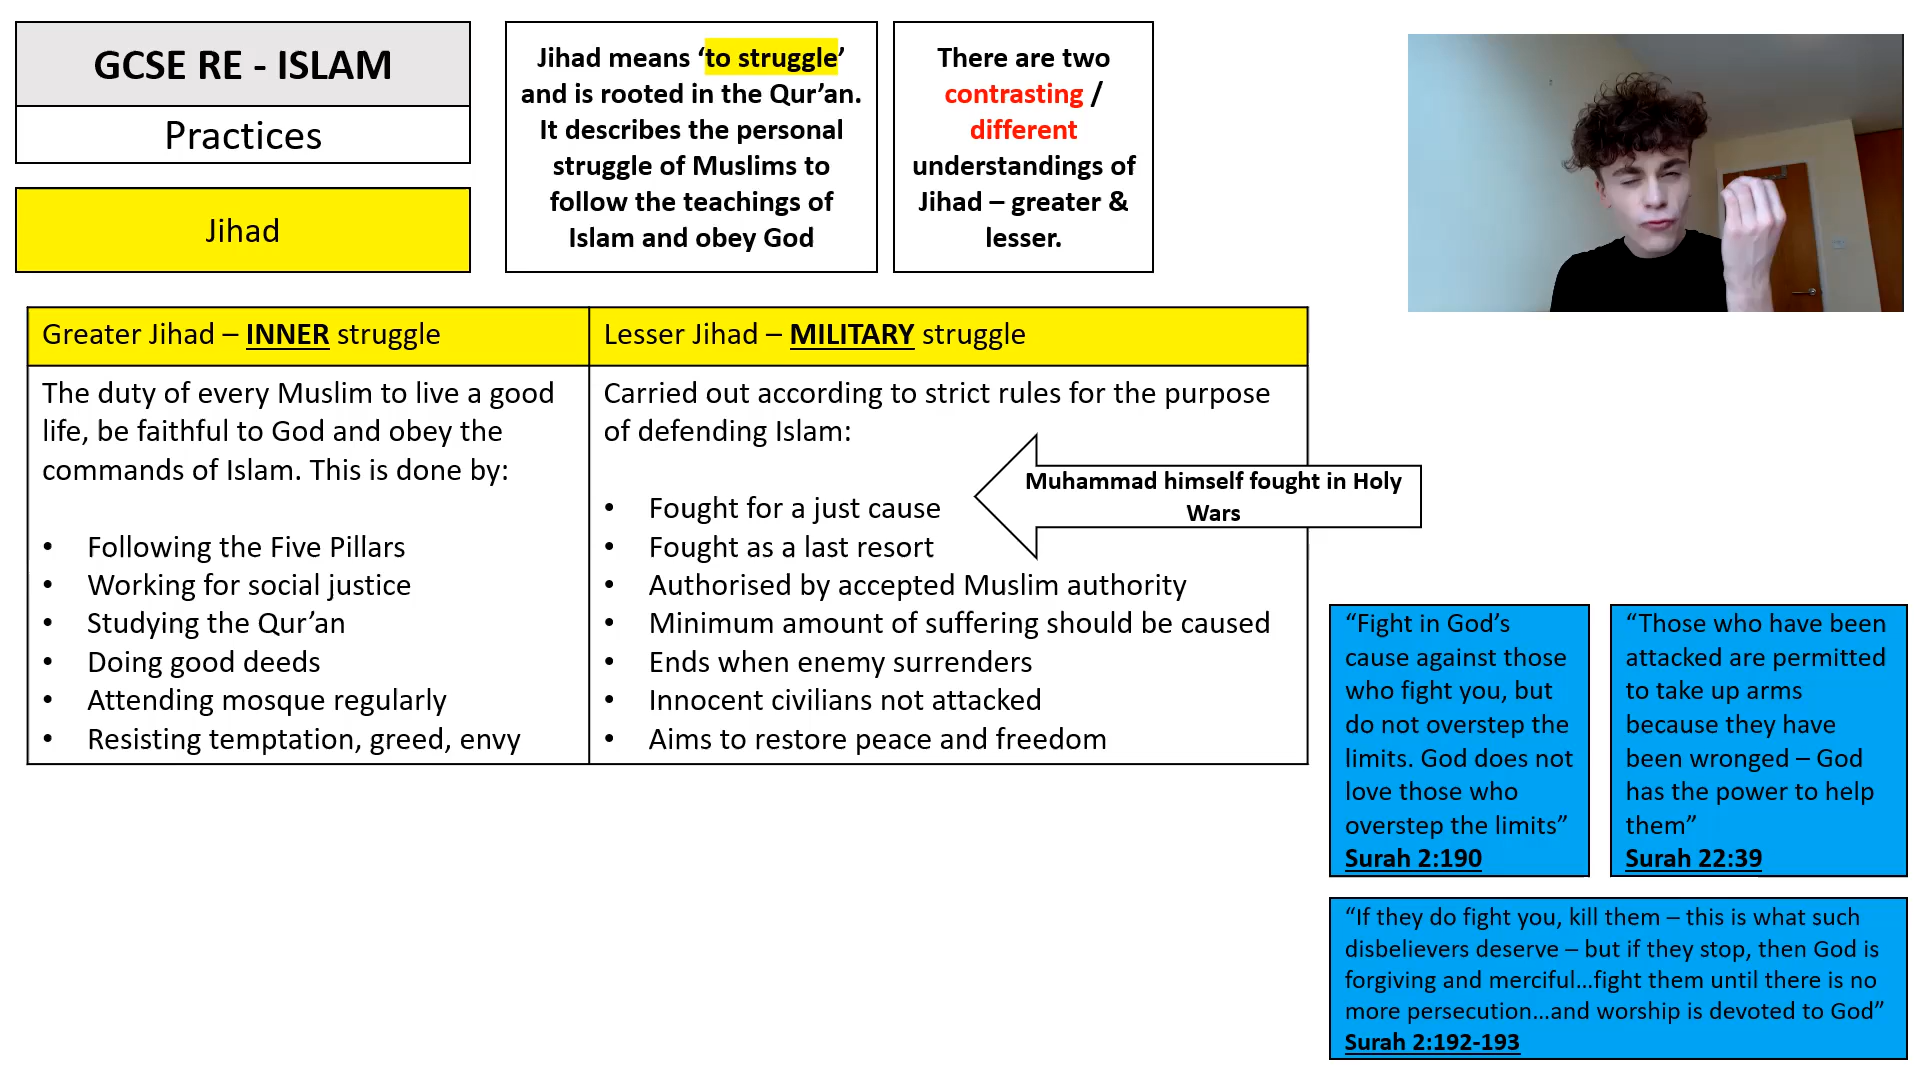 GCSE RE - ISLAM
Practices
Jihad
Jihad means ‘to struggle’
and is rooted in the Qur’an.
It describes the personal
struggle of Muslims to
follow the teachings of
Islam and obey God
There are two
contrasting /
different
understandings of
Jihad – greater &
lesser.
Greater Jihad – INNER struggle
The duty of every Muslim to live a good
life, be faithful to God and obey the
commands of Islam. This is done by:
• Following the Five Pillars
• Working for social justice
• Studying the Qur’an
• Doing good deeds
• Attending mosque regularly
• Resisting temptation, greed, envy
Lesser Jihad – MILITARY struggle
Carried out according to strict rules for the purpose
of defending Islam:
• Fought for a just cause
• Fought as a last resort
• Authorised by accepted Muslim authority
• Minimum amount of suffering should be caused
• Ends when enemy surrenders
• Innocent civilians not attacked
• Aims to restore peace and freedom
Muhammad himself fought in Holy
Wars
“Fight in God’s
cause against those
who fight you, but
do not overstep the
limits. God does not
love those who
overstep the limits”
Surah 2:190
“Those who have been
attacked are permitted
to take up arms
because they have
been wronged – God
has the power to help
them”
Surah 22:39
“If they do fight you, kill them – this is what such
disbelievers deserve – but if they stop, then God is
forgiving and merciful…fight them until there is no
more persecution…and worship is devoted to God”
Surah 2:192-193